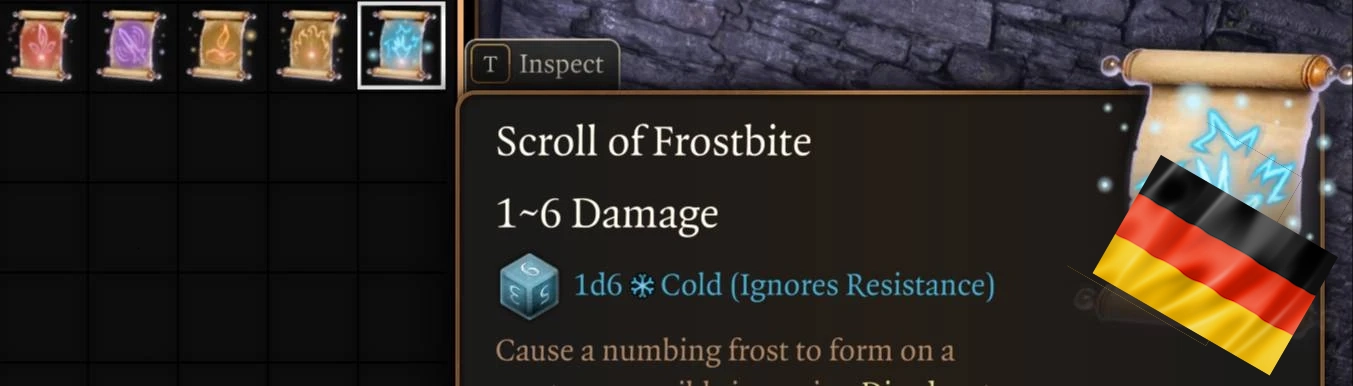 T Inspect
Scroll of Frostbite
1~6 Damage
1d6 Cold (Ignores Resistance)
Cause a numbing frost to form on a